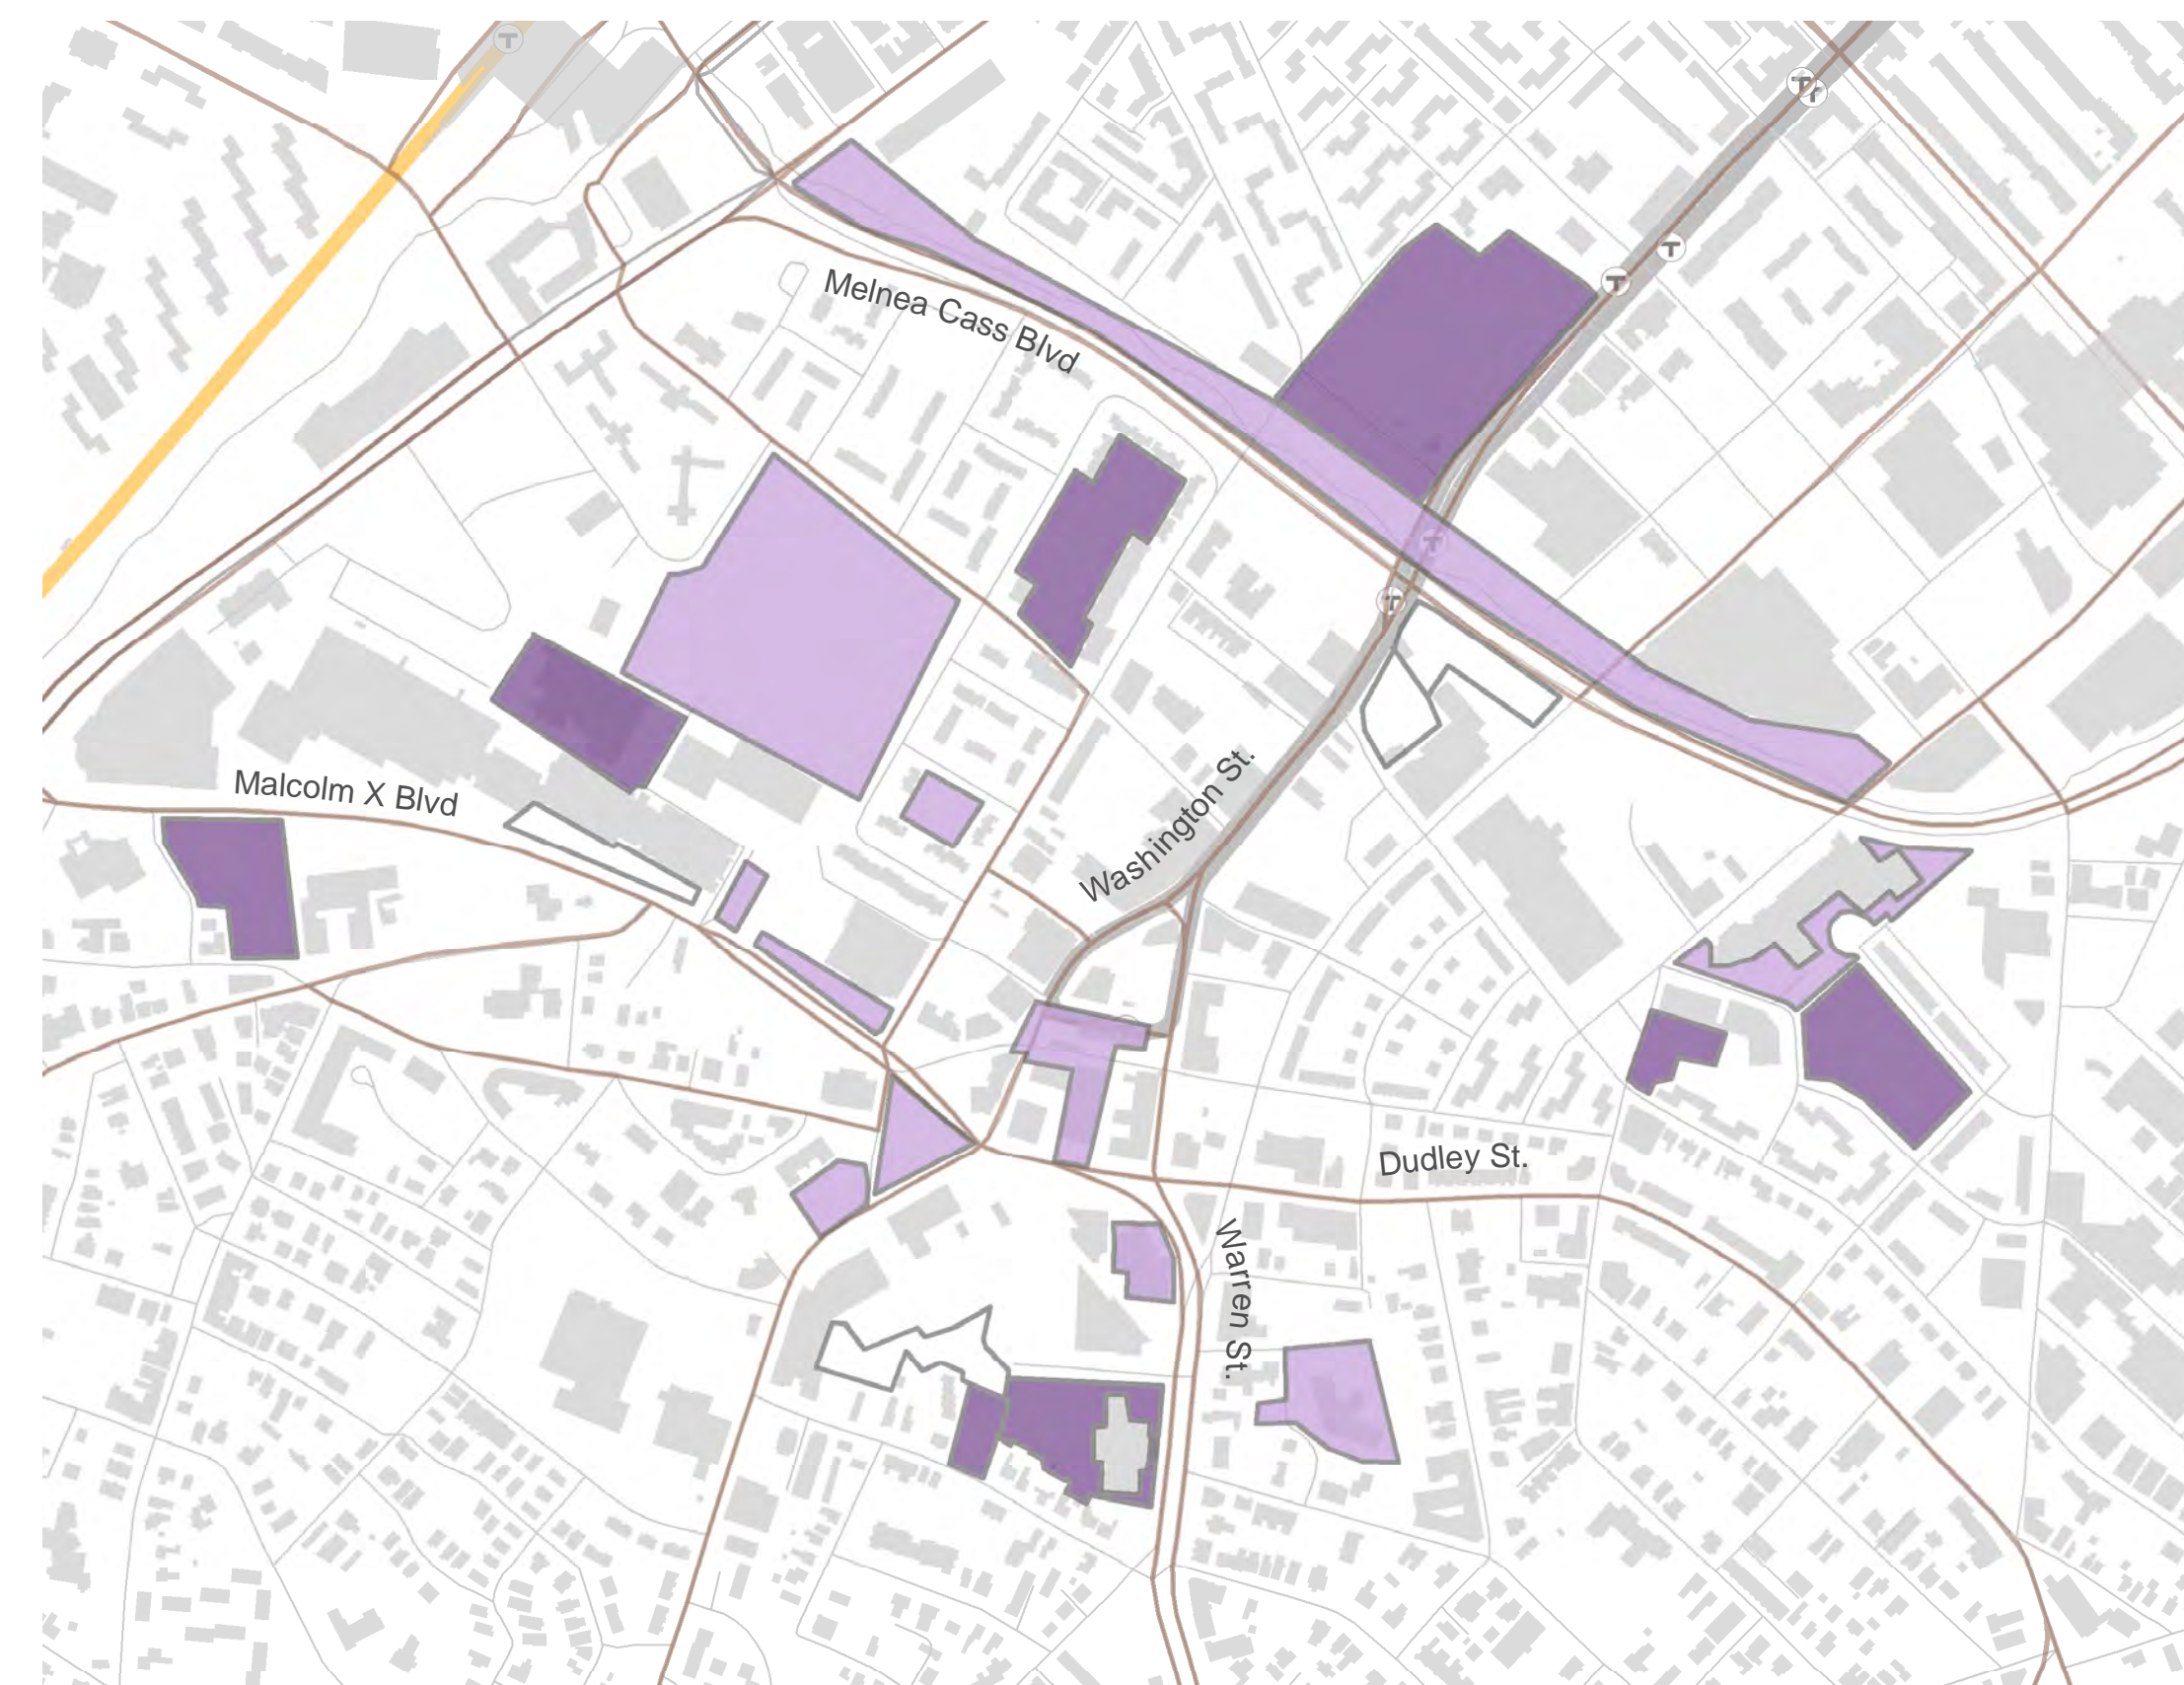 T
T
T
T
T
Melnea Cass Blvd
T
T
Washington St.
Malcolm X Blvd
Dudley St.
Warren St.